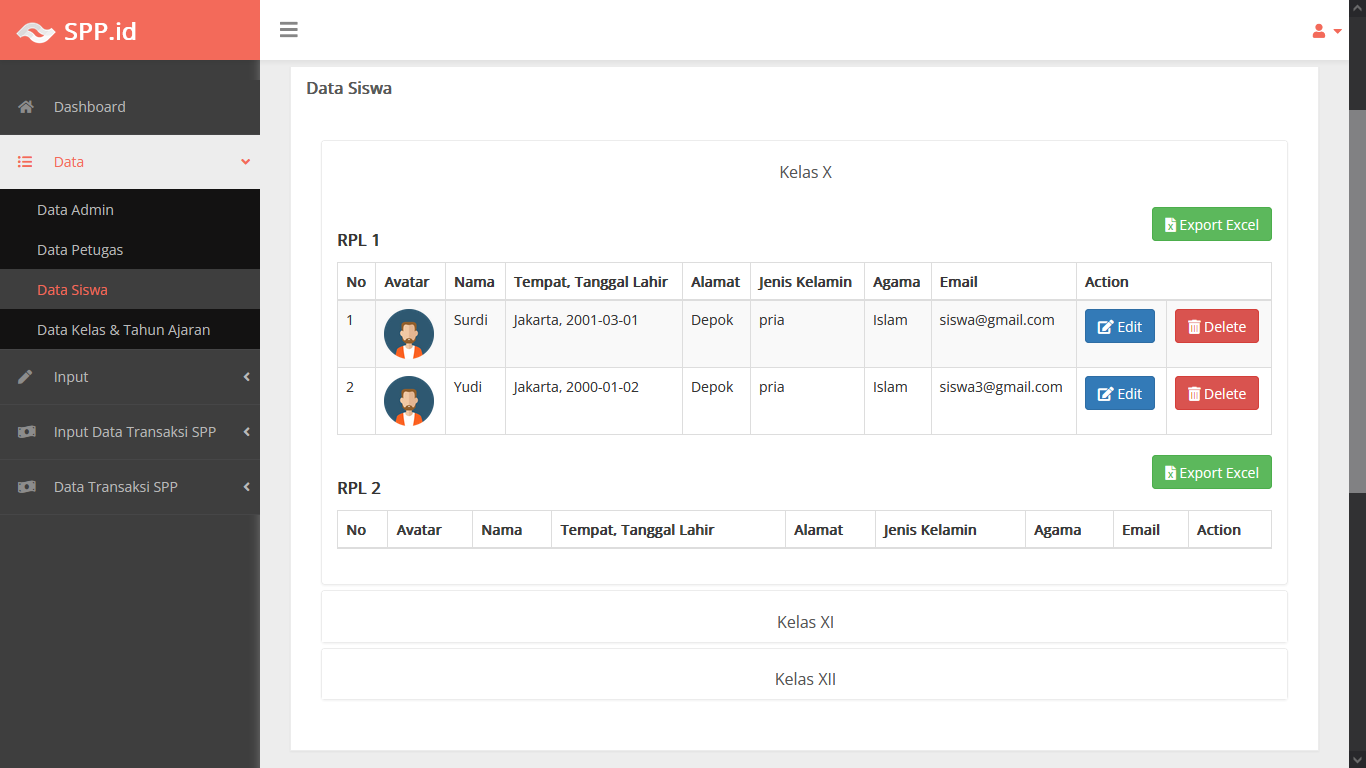 SPP.id
Dashboard
Data
Data Admin
Data Petugas
Data Siswa
Data Kelas & Tahun Ajaran
Input
Input Data Transaksi SPP
Data Transaksi SPP
Data Siswa
Kelas X
Export Excel
RPL 1
No Avatar Nama Tempat, Tanggal Lahir Alamat Jenis Kelamin Agama Email Action
1 Surdi Jakarta, 2001-03-01 Depok pria Islam siswa@gmail.com Edit Delete
2 Yudi Jakarta, 2000-01-02 Depok pria Islam siswa3@gmail.com Edit Delete
Export Excel
RPL 2
No Avatar Nama Tempat, Tanggal Lahir Alamat Jenis Kelamin Agama Email Action
Kelas XI
Kelas XII